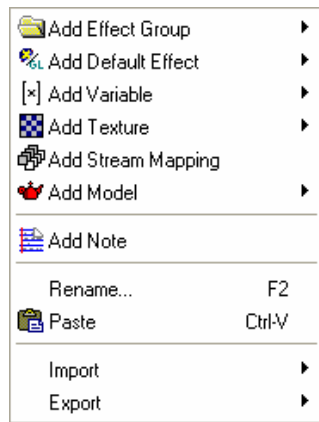 Add Effect Group
Add Default Effect
[×] Add Variable
Add Texture
Add Stream Mapping
Add Model
Add Note
Rename... F2
Paste Ctrl-V
Import
Export